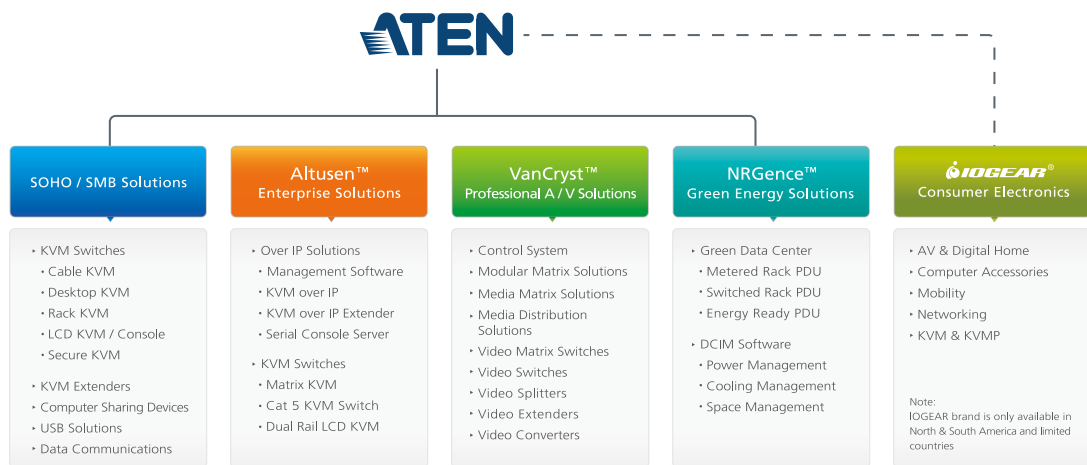 ATEN
SOHO / SMB Solutions
‣ KVM Switches
• Cable KVM
• Desktop KVM
• Rack KVM
• LCD KVM / Console
• Secure KVM
‣ KVM Extenders
‣ Computer Sharing Devices
‣ USB Solutions
‣ Data Communications
Altusen™
Enterprise Solutions
‣ Over IP Solutions
• Management Software
• KVM over IP
• KVM over IP Extender
• Serial Console Server
‣ KVM Switches
• Matrix KVM
• Cat 5 KVM Switch
• Dual Rail LCD KVM
VanCryst™
Professional A / V Solutions
‣ Control System
‣ Modular Matrix Solutions
‣ Media Matrix Solutions
‣ Media Distribution
Solutions
‣ Video Matrix Switches
‣ Video Switches
‣ Video Splitters
‣ Video Extenders
‣ Video Converters
NRGence™
Green Energy Solutions
‣ Green Data Center
• Metered Rack PDU
• Switched Rack PDU
• Energy Ready PDU
‣ DCIM Software
• Power Management
• Cooling Management
• Space Management
IOGEAR®
Consumer Electronics
‣ AV & Digital Home
‣ Computer Accessories
‣ Mobility
‣ Networking
‣ KVM & KVMP
Note:
IOGEAR brand is only available in
North & South America and limited
countries